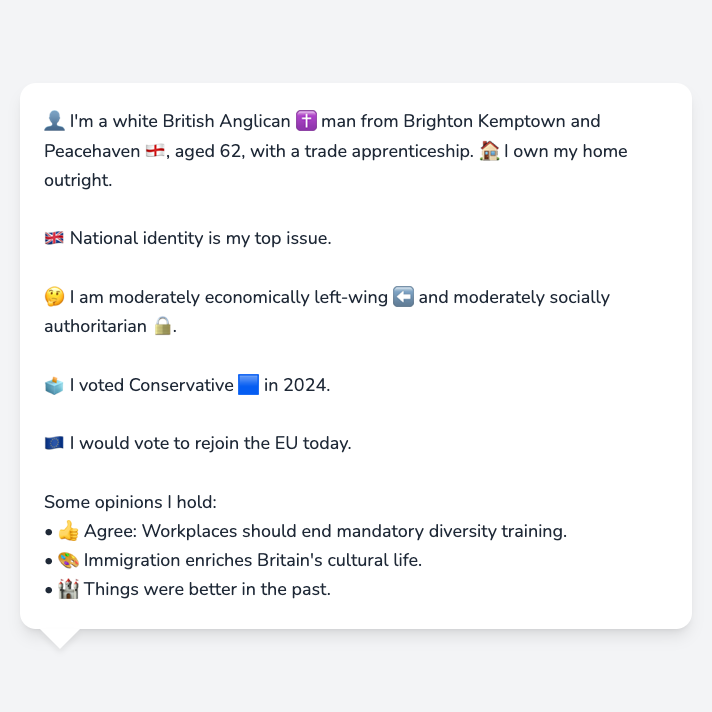 👤 I'm a white British Anglican ✝️ man from Brighton Kemptown and
Peacehaven 🏴󠁧󠁢󠁥󠁮󠁧󠁿, aged 62, with a trade apprenticeship. 🏠 I own my home
outright.
🇬🇧 National identity is my top issue.
🤔 I am moderately economically left-wing ⬅️ and moderately socially
authoritarian 🔒.
🗳️ I voted Conservative 🟦 in 2024.
🇪🇺 I would vote to rejoin the EU today.
Some opinions I hold:
• 👍 Agree: Workplaces should end mandatory diversity training.
• 🎨 Immigration enriches Britain's cultural life.
• 🏰 Things were better in the past.